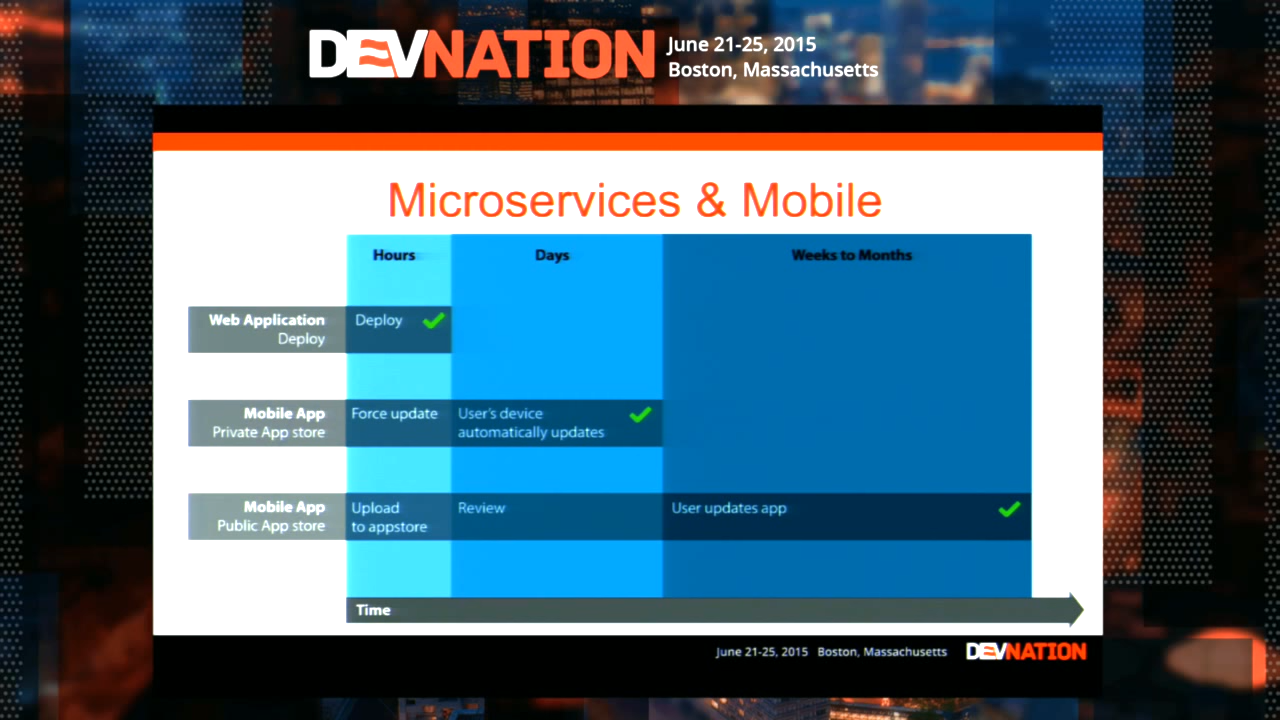 DEVNATION
June 21-25, 2015
Boston, Massachusetts
Microservices & Mobile
Hours Days Weeks to Months
Web Application
Deploy
Deploy
Mobile App
Private App store
Force update
User's device
automatically updates
Mobile App
Public App store
Upload
to appstore
Review
User updates app
Time
June 21-25, 2015 Boston, Massachusetts DEVNATION